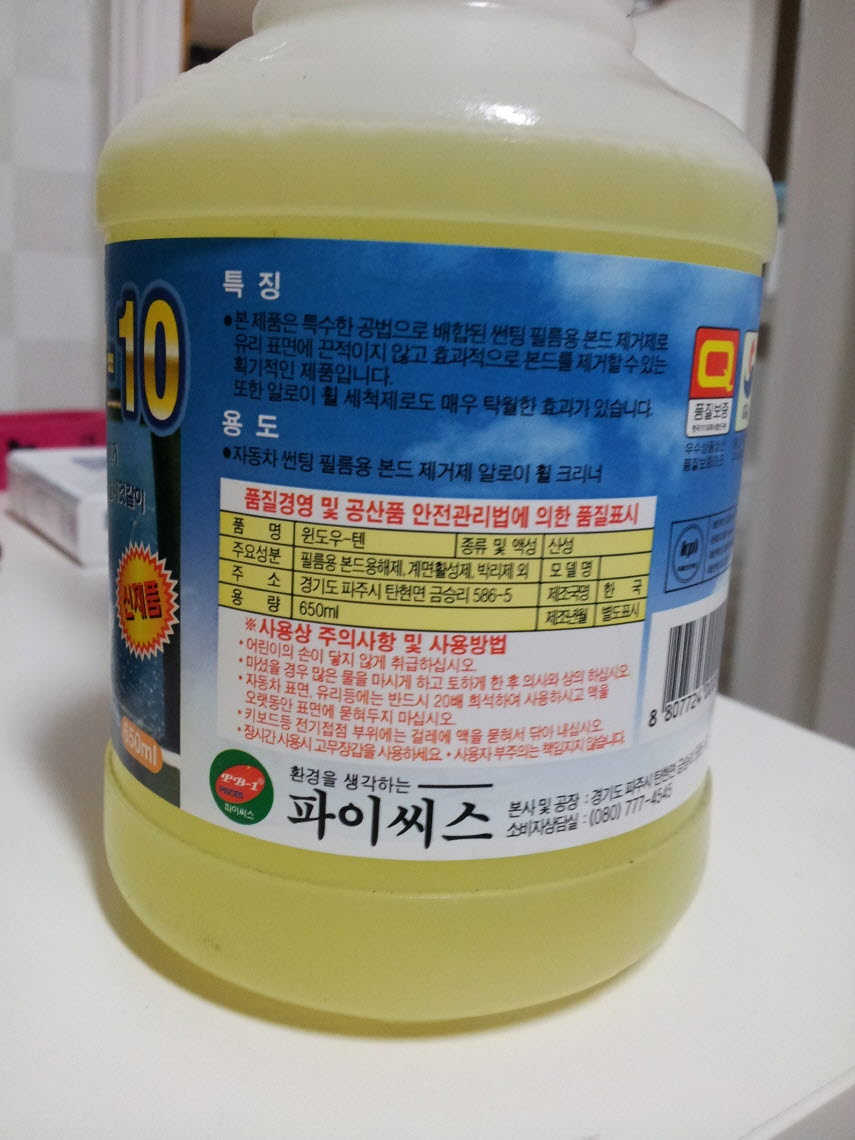 -10
특 징
•본 제품은 특수한 공법으로 배합된 썬팅 필름용 본드 제거제로
유리 표면에 끈적이지 않고 효과적으로 본드를 제거할 수 있는
획기적인 제품입니다.
또한 알로이 휠 세척제로도 매우 탁월한 효과가 있습니다.
용 도
•자동차 썬팅 필름용 본드 제거제 알로이 휠 크리너
Q
품질보증
품질경영 및 공산품 안전관리법에 의한 품질표시
품 명 윈도우-텐 종류 및 액성 산성
주요성분 필름용 본드용해제, 계면활성제, 박리제 외 모 델 명
주 소 경기도 파주시 탄현면 금승리 586-5 제조국명 한 국
용 량 650ml 제조년월 별도표시
※사용상 주의사항 및 사용방법
•어린이의 손이 닿지 않게 취급하십시오.
•마셨을 경우 많은 물을 마시게 하고 토하게 한 후 의사와 상의 하십시오.
•자동차 표면, 유리등에는 반드시 20배 희석하여 사용하시고 액을
오랫동안 표면에 묻혀두지 마십시오.
•키보드등 전기접점 부위에는 걸레에 액을 묻혀서 닦아 내십시오.
•장시간 사용시 고무장갑을 사용하세요 •사용자 부주의는 책임지지 않습니다.
신제품
650ml
8 807724
PB-1
PIECES
파이씨스
환경을 생각하는
파이씨스
본사 및 공장 : 경기도 파주시 탄현면 금승리
소비자상담실 : (080) 777-4545